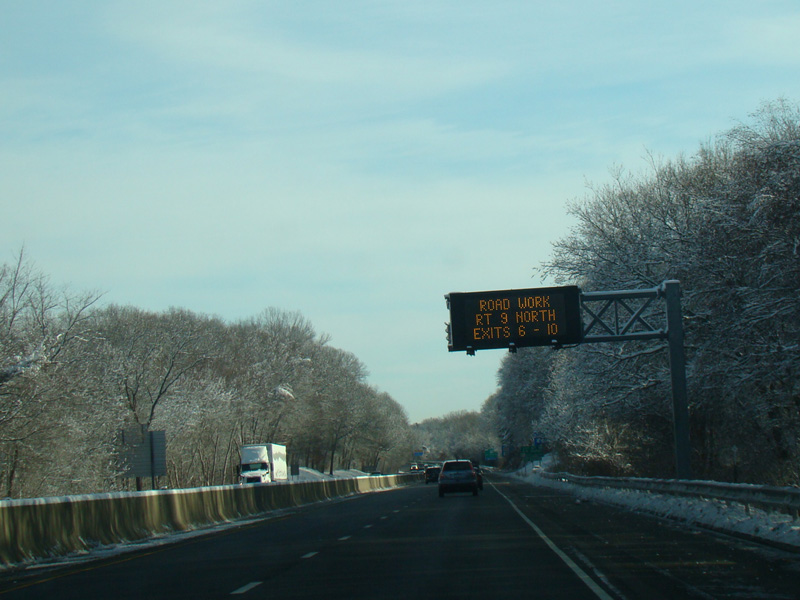 ROAD WORK
RT 9 NORTH
EXITS 6 - 10